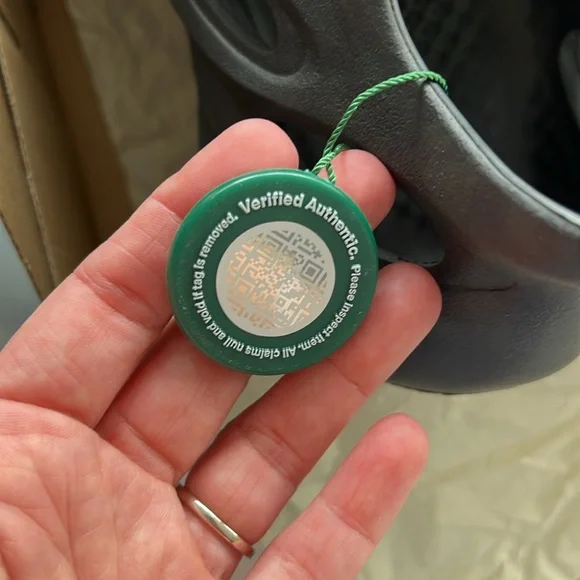 Verified Authentic. Please inspect item. All claims null and void if tag is removed.